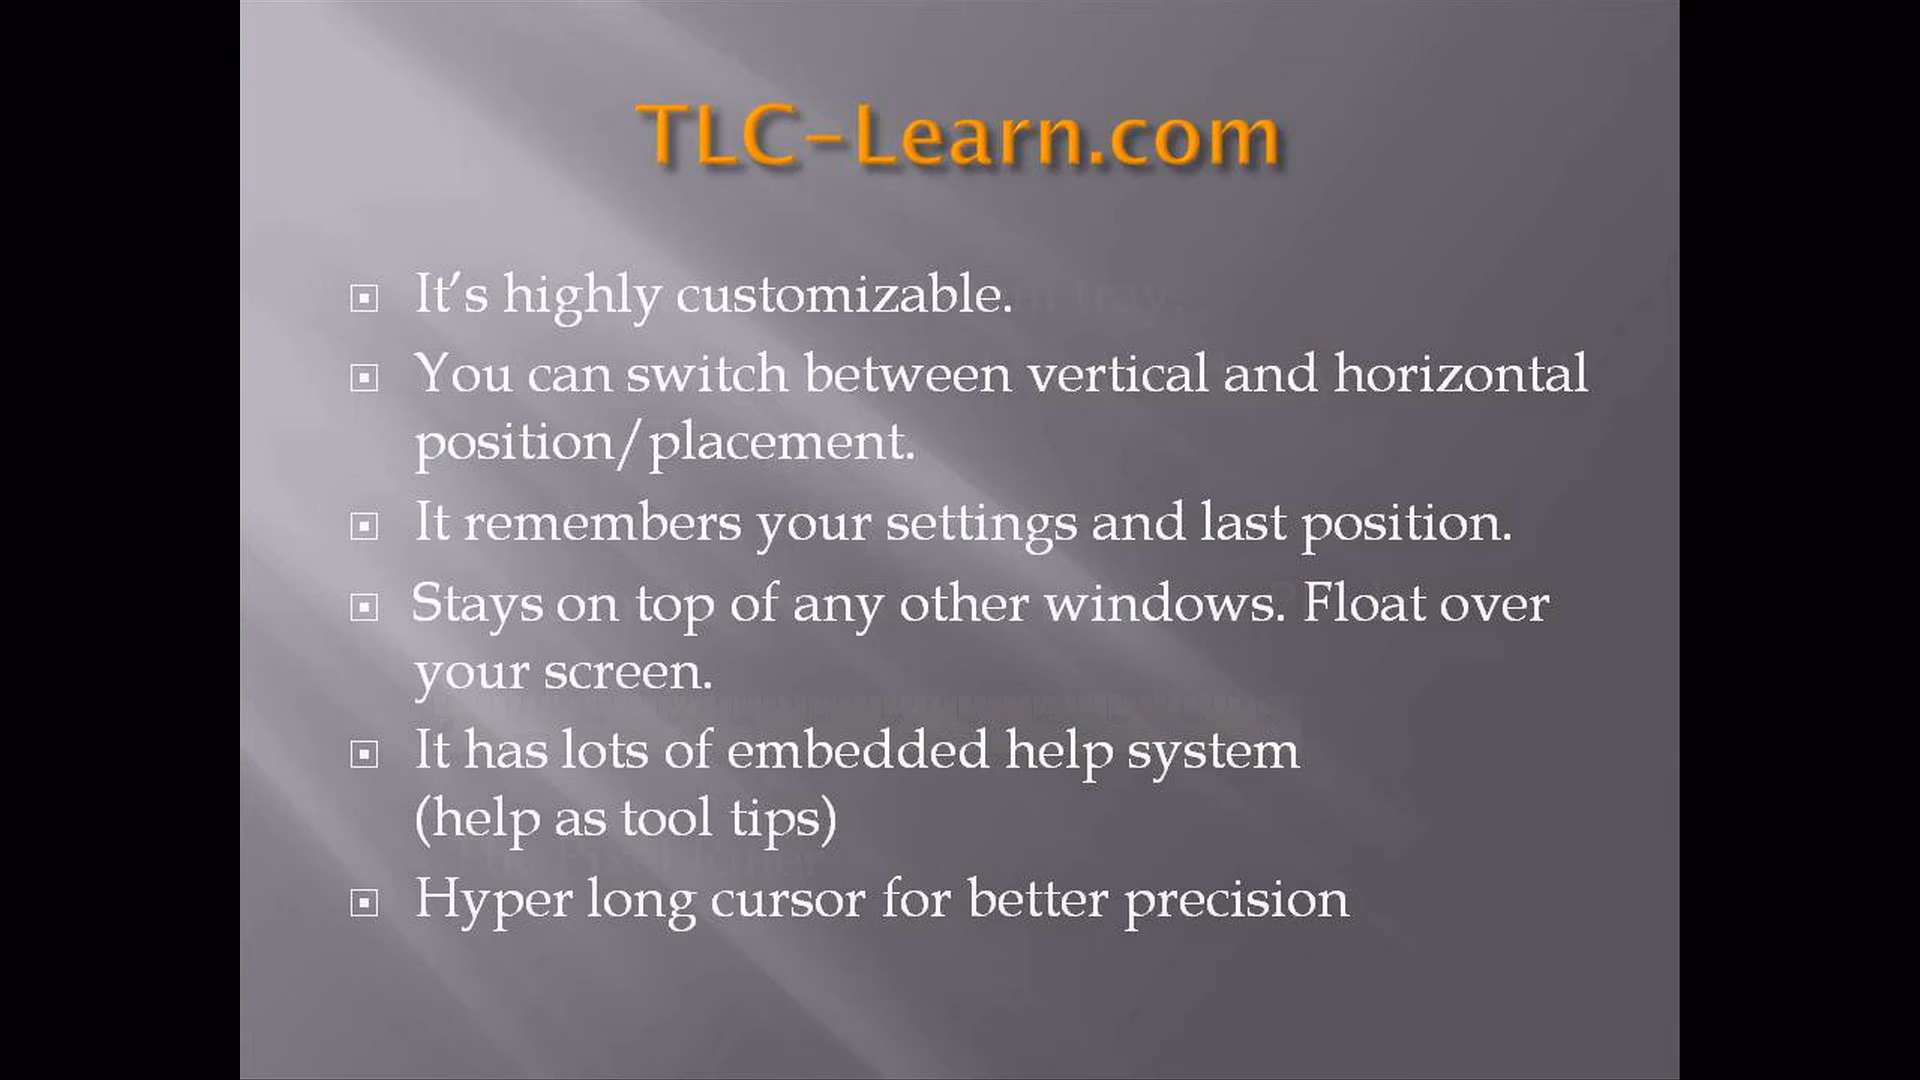 TLC-Learn.com
It’s highly customizable.
You can switch between vertical and horizontal
position/placement.
It remembers your settings and last position.
Stays on top of any other windows. Float over
your screen.
It has lots of embedded help system
(help as tool tips)
Hyper long cursor for better precision